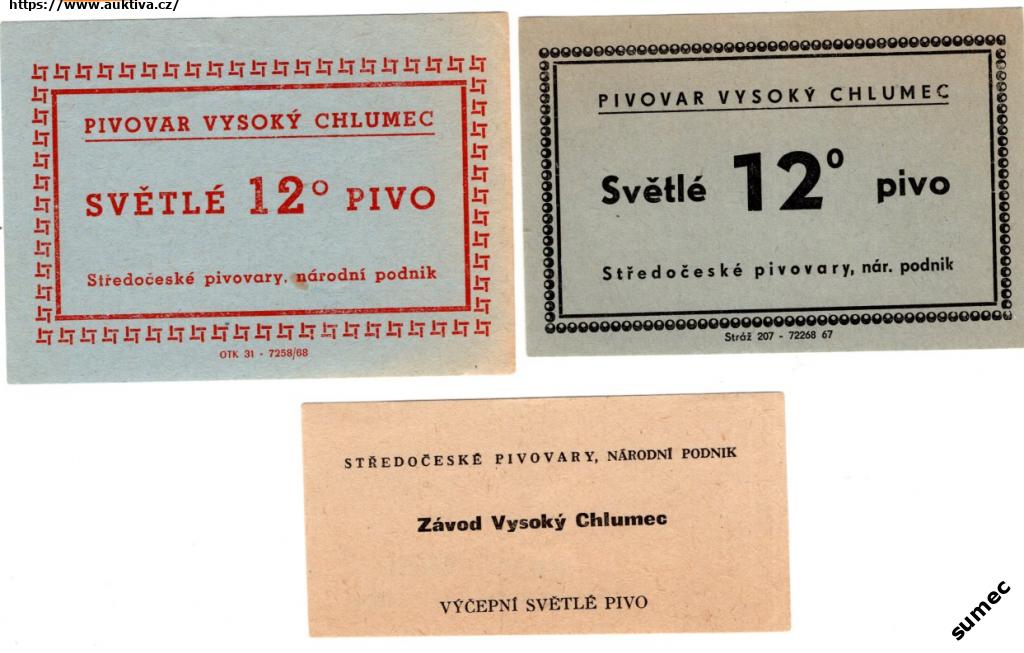 https://www.auktiva.cz/
PIVOVAR VYSOKÝ CHLUMEC
SVĚTLÉ 12° PIVO
Středočeské pivovary, národní podnik
OTK 31 - 7258/68
PIVOVAR VYSOKÝ CHLUMEC
Světlé 12° pivo
Středočeské pivovary, nár. podnik
Stráž 207 - 72268 67
STŘEDOČESKÉ PIVOVARY, NÁRODNÍ PODNIK
Závod Vysoký Chlumec
VÝČEPNÍ SVĚTLÉ PIVO
sumec